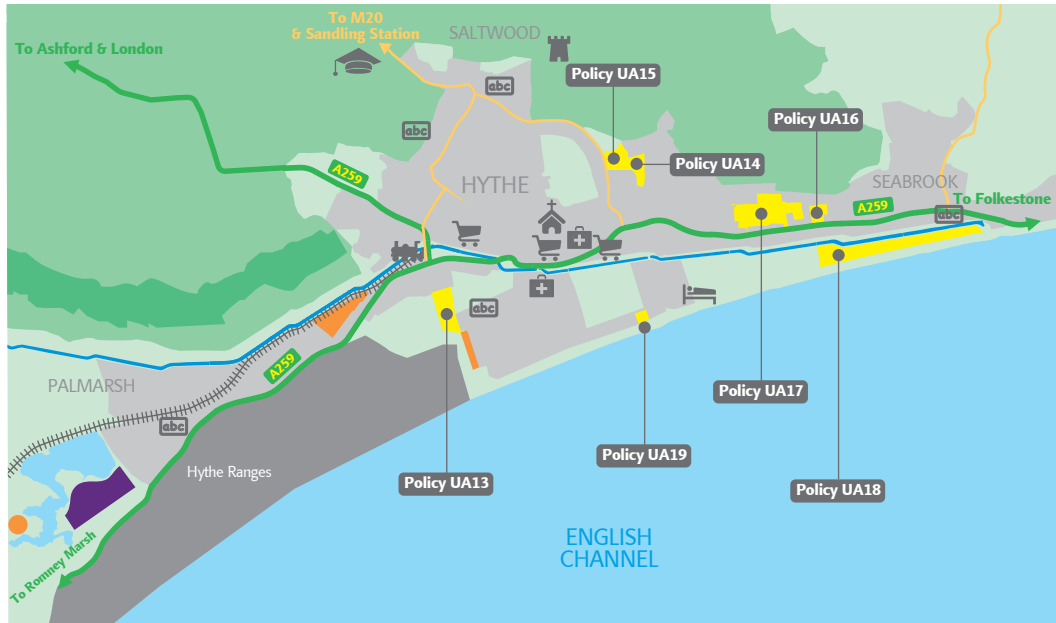 To M20
& Sandling Station
SALTWOOD
To Ashford & London
abc
Policy UA15
abc
Policy UA16
Policy UA14
A259
HYTHE
SEABROOK
A259
To Folkestone
abc
abc
A259
PALMARSH
Policy UA17
abc
Policy UA19
Hythe Ranges
Policy UA13
Policy UA18
ENGLISH
CHANNEL
To Romney Marsh